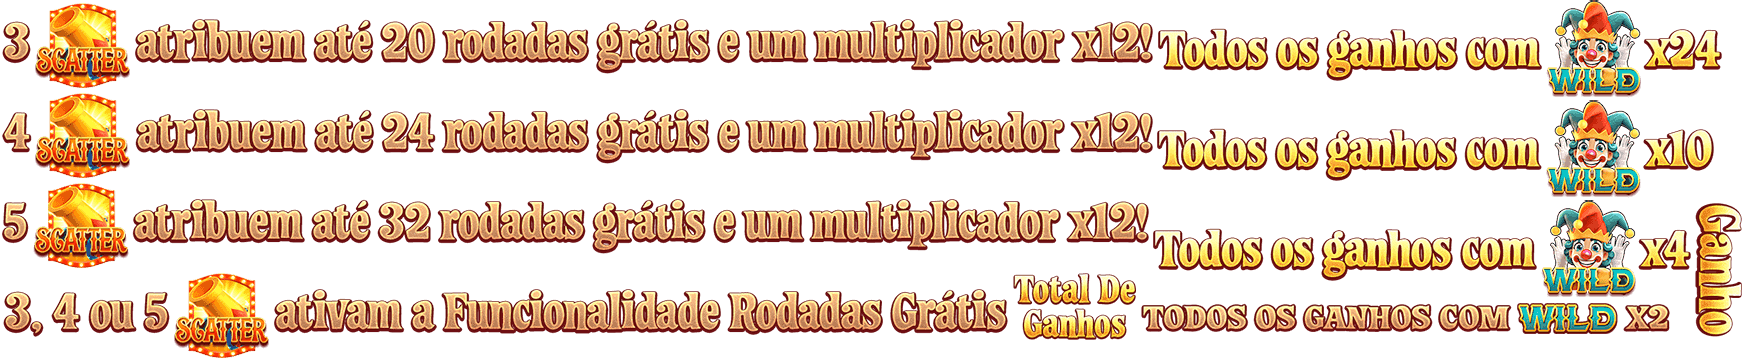 3 SCATTER atribuem até 20 rodadas grátis e um multiplicador x12!
Todos os ganhos com WILD x24
4 SCATTER atribuem até 24 rodadas grátis e um multiplicador x12!
Todos os ganhos com WILD x10
5 SCATTER atribuem até 32 rodadas grátis e um multiplicador x12!
Todos os ganhos com WILD x4
Ganho
3, 4 ou 5 SCATTER ativam a Funcionalidade Rodadas Grátis
Total De
Ganhos
TODOS OS GANHOS COM WILD X2